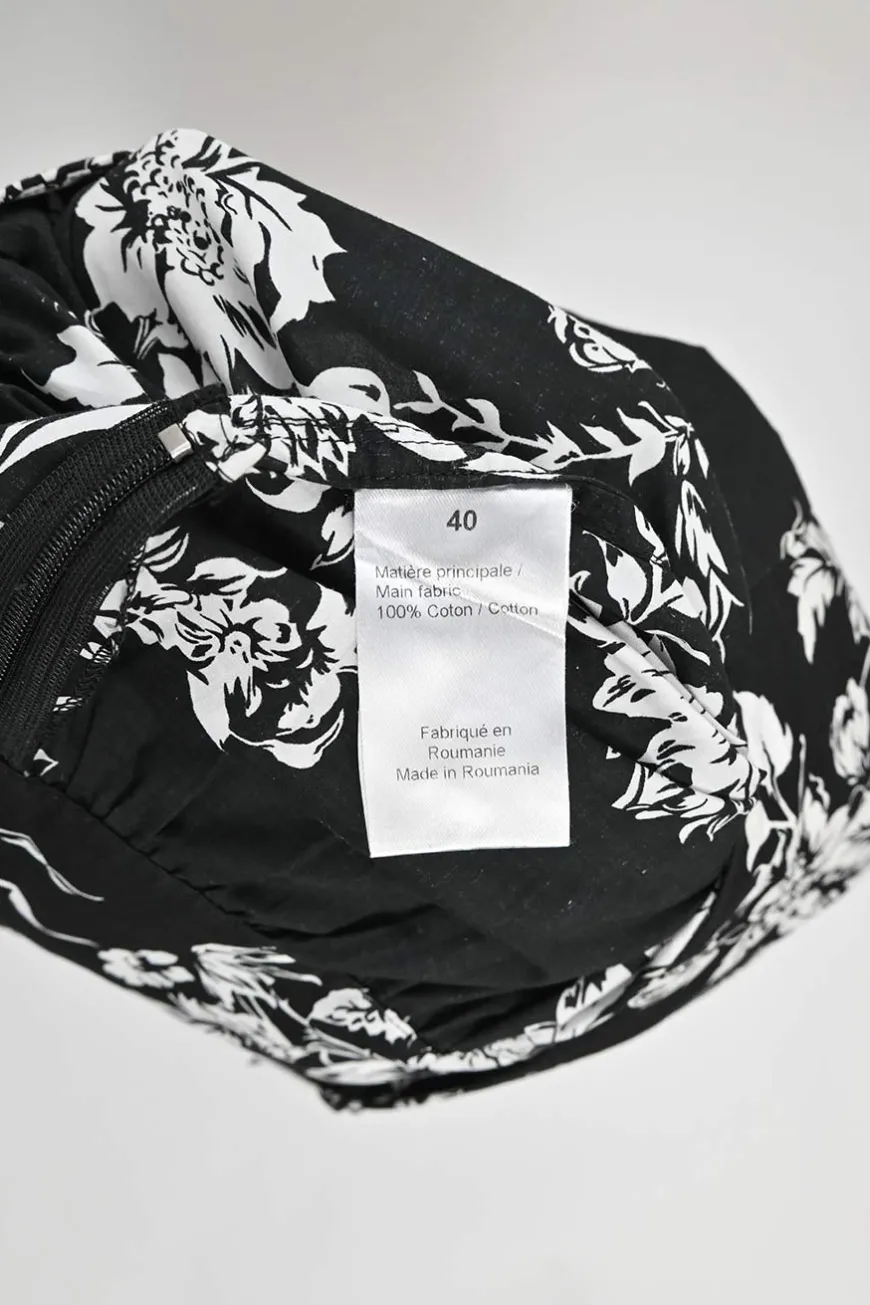 40
Matière principale /
Main fabric
100% Coton / Cotton
Fabriqué en
Roumanie
Made in Roumania